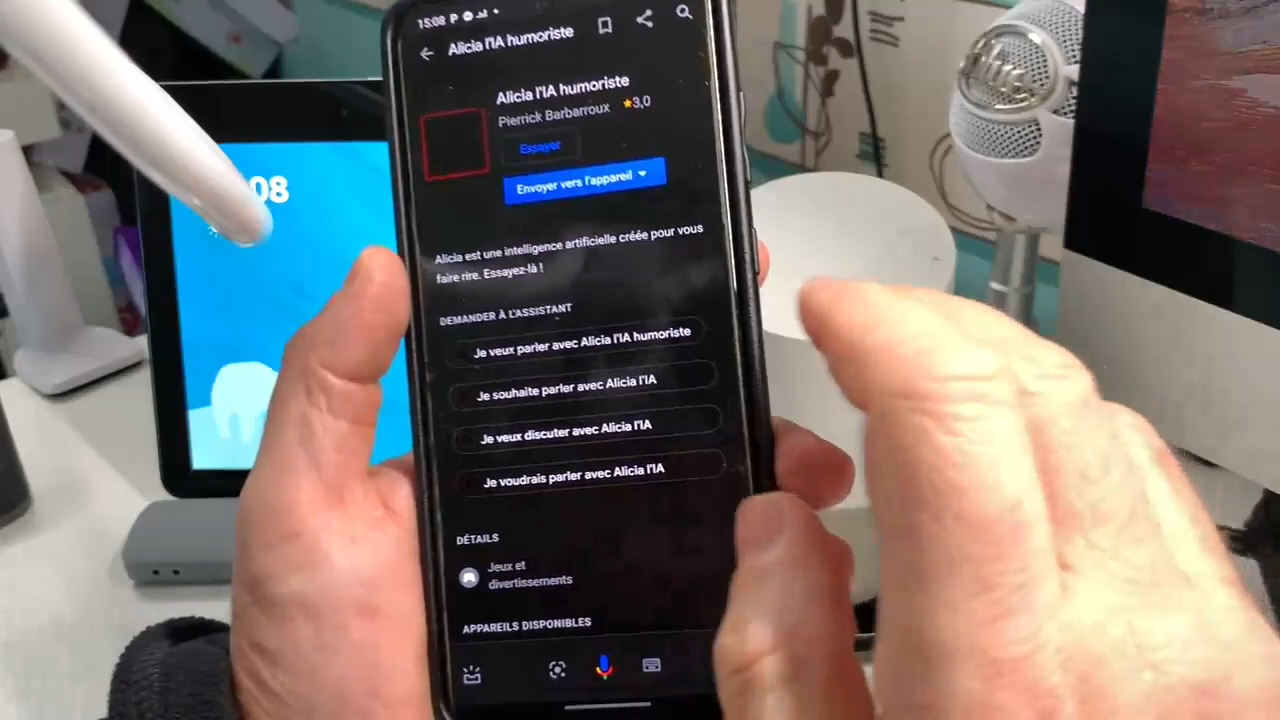 15:08 P
Alicia l'IA humoriste
Alicia l'IA humoriste
Pierrick Barbarroux ★3,0
Essayer
Envoyer vers l'appareil
Alicia est une intelligence artificielle créée pour vous
faire rire. Essayez-là !
DEMANDER À L'ASSISTANT
Je veux parler avec Alicia l'IA humoriste
Je souhaite parler avec Alicia l'IA
Je veux discuter avec Alicia l'IA
Je voudrais parler avec Alicia l'IA
DÉTAILS
Jeux et
divertissements
APPAREILS DISPONIBLES
08